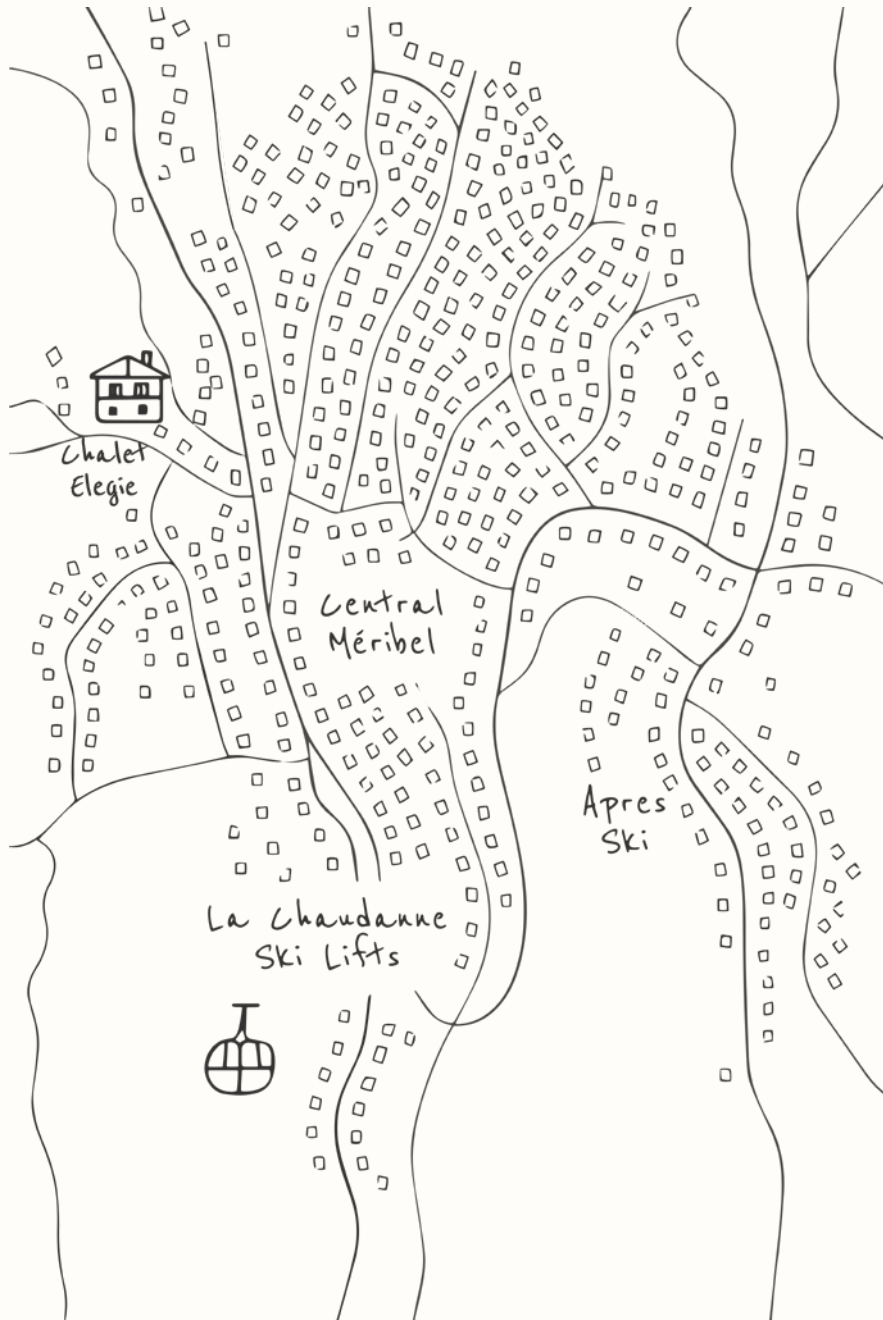 Chalet
Elegie
Central
Méribel
Apres
Ski
La Chaudanne
Ski Lifts